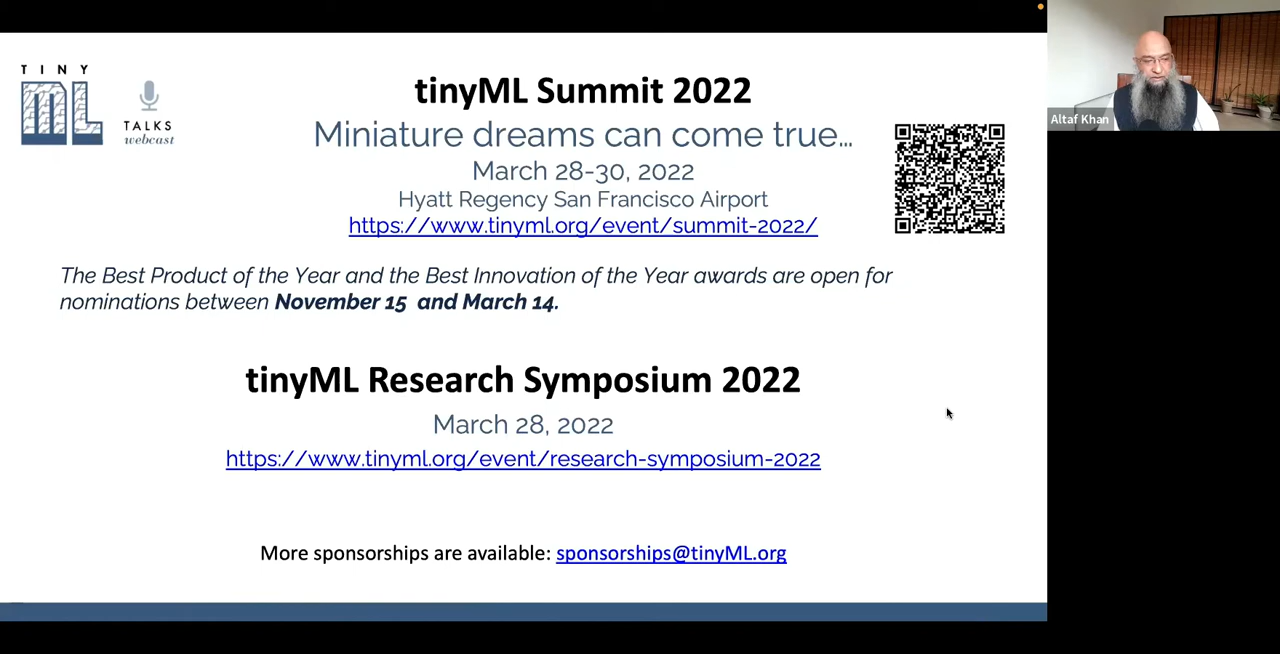 TINY
ML
TALKS
webcast
tinyML Summit 2022
Miniature dreams can come true…
March 28-30, 2022
Hyatt Regency San Francisco Airport
https://www.tinyml.org/event/summit-2022/
The Best Product of the Year and the Best Innovation of the Year awards are open for
nominations between November 15  and March 14.
tinyML Research Symposium 2022
March 28, 2022
https://www.tinyml.org/event/research-symposium-2022
More sponsorships are available: sponsorships@tinyML.org
Altaf Khan